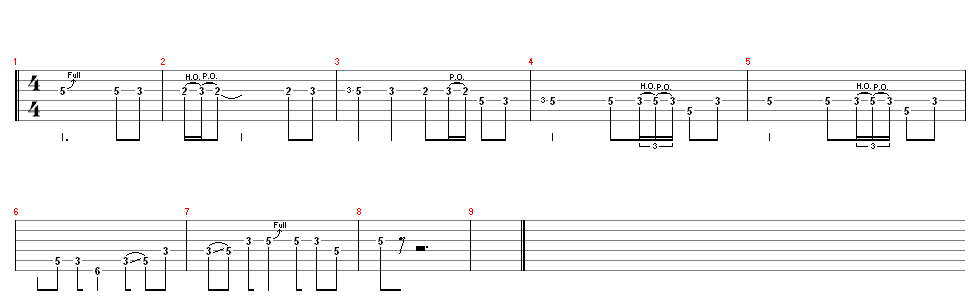 1 2 3 4 5
Full H.O. P.O. P.O. H.O. P.O. H.O. P.O.
4 5 5 3 2 3 2 2 3 3 5 3 2 3 2 5 3 3 5 5 3 5 3 5 3 5 5 3 5 3 5 3
4
3 3
6 7 8 9
Full
5 3 6 3 5 3 3 5 3 5 5 3 5 5